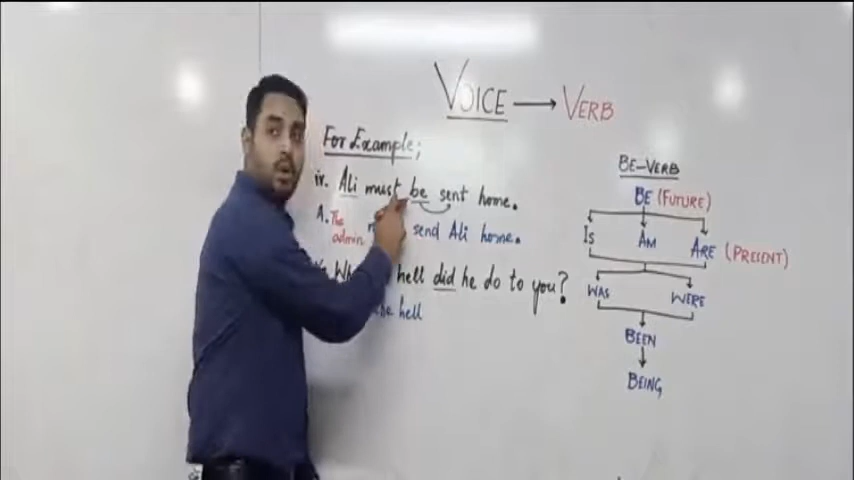 VOICE → VERB
For Example;
iv. Ali must be sent home.
A. The admin send Ali home.
hell did he do to you?
the hell
BE-VERB
BE (FUTURE)
IS AM ARE (PRESENT)
WAS WERE
BEEN
BEING